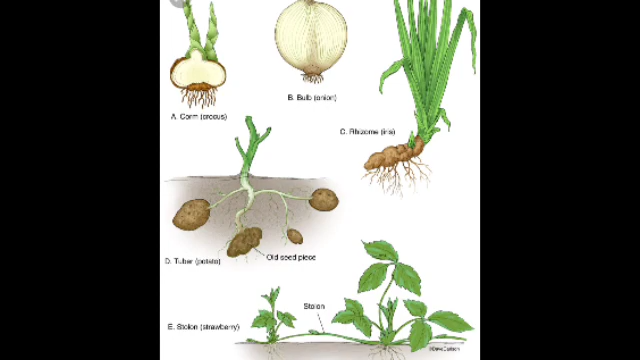 A. Corm (crocus)
B. Bulb (onion)
C. Rhizome (iris)
D. Tuber (potato)
Old seed piece
Stolon
E. Stolon (strawberry)